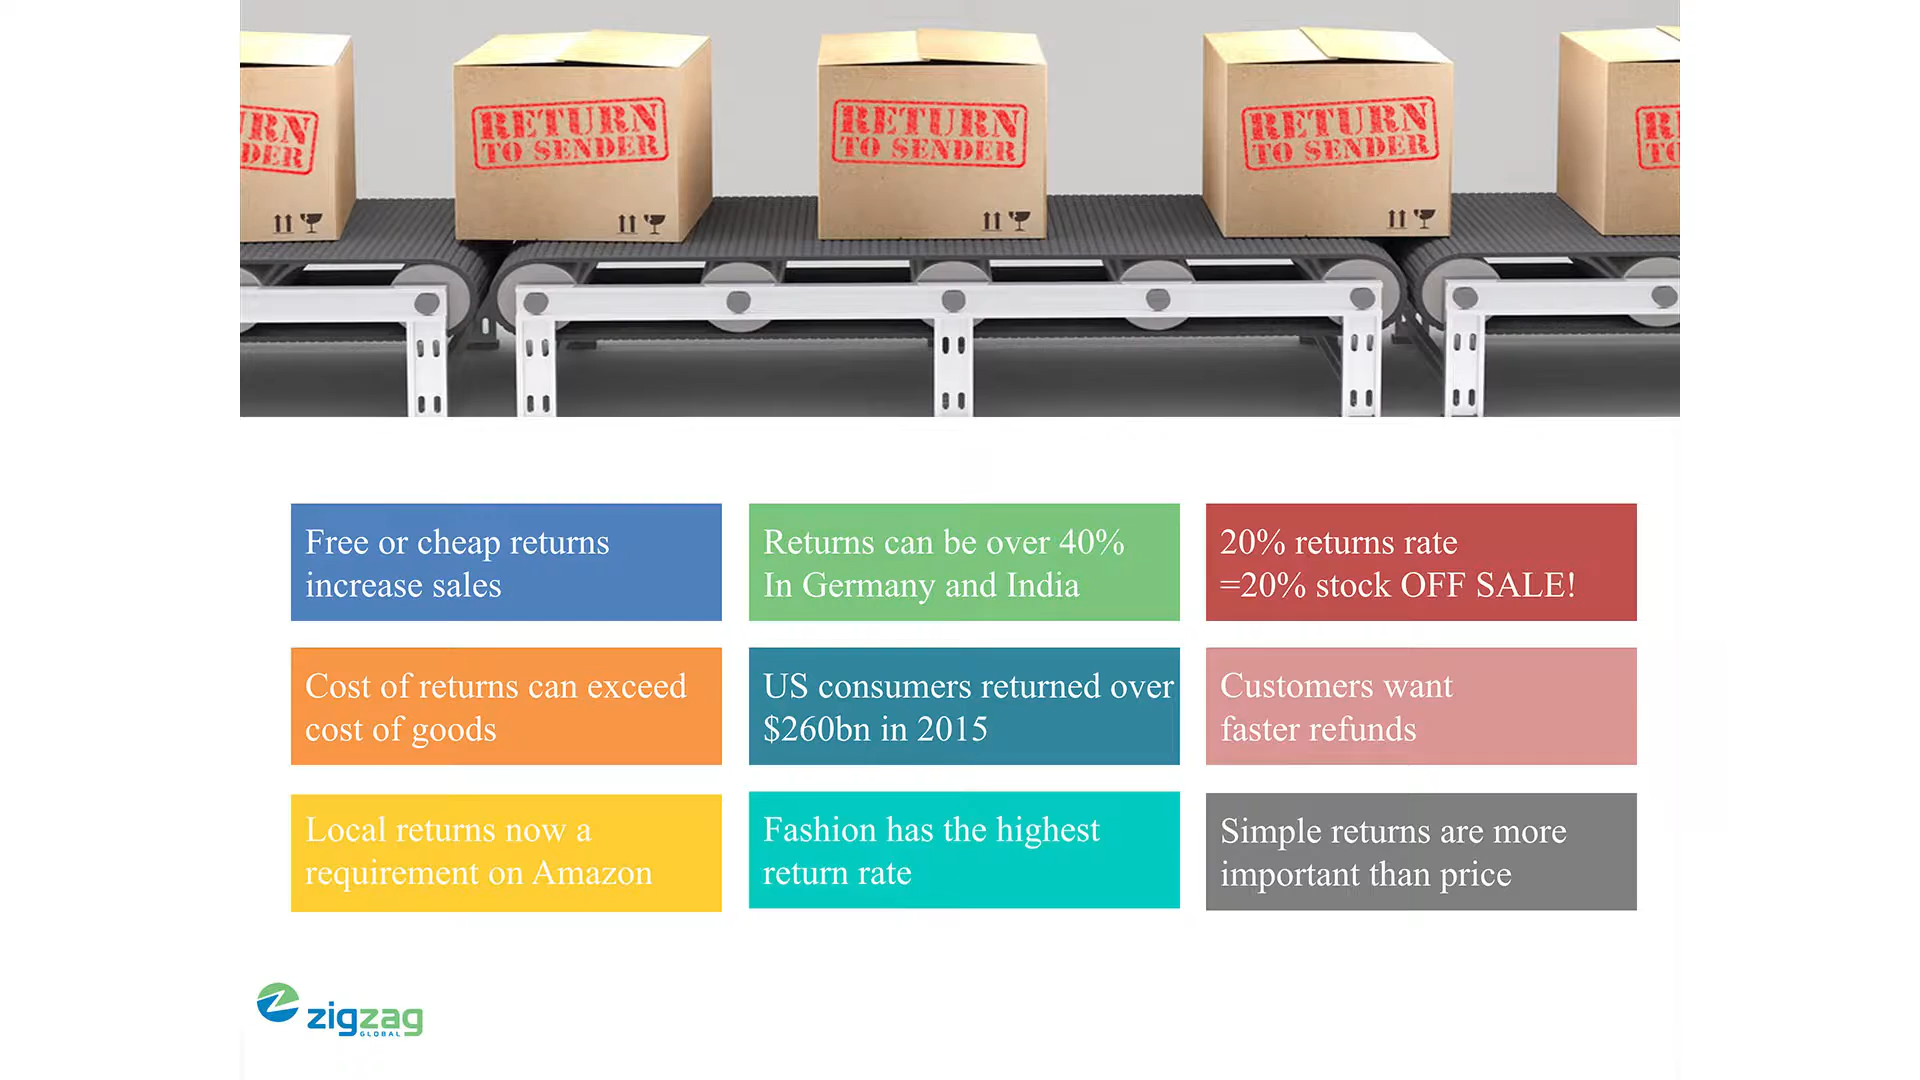 RETURN
TO SENDER
RETURN
TO SENDER
RETURN
TO SENDER
Free or cheap returns
increase sales
Returns can be over 40%
In Germany and India
20% returns rate
=20% stock OFF SALE!
Cost of returns can exceed
cost of goods
US consumers returned over
$260bn in 2015
Customers want
faster refunds
Local returns now a
requirement on Amazon
Fashion has the highest
return rate
Simple returns are more
important than price
zigzag
GLOBAL